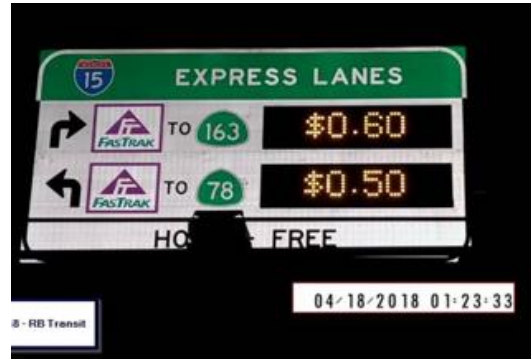 15 EXPRESS LANES
FASTRAK TO 163 $0.60
FASTRAK TO 78 $0.50
FREE
04/18/2018 01:23:33
8 - RB Transit